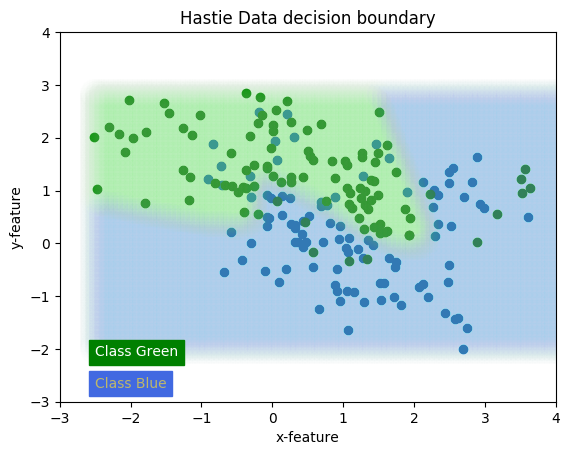 Hastie Data decision boundary
4
3
2
1
0
−1
−2
−3
y-feature
Class Green
Class Blue
−3 −2 −1 0 1 2 3 4
x-feature